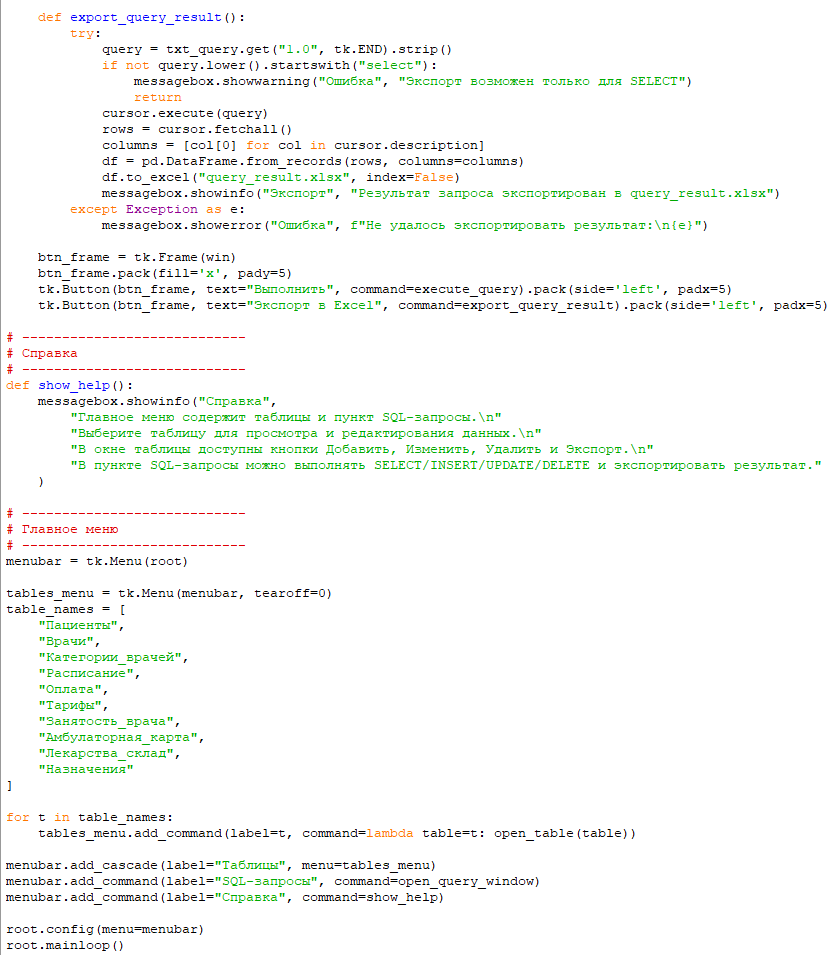 def export_query_result():
try:
query = txt_query.get("1.0", tk.END).strip()
if not query.lower().startswith("select"):
messagebox.showwarning("Ошибка", "Экспорт возможен только для SELECT")
return
cursor.execute(query)
rows = cursor.fetchall()
columns = [col[0] for col in cursor.description]
df = pd.DataFrame.from_records(rows, columns=columns)
df.to_excel("query_result.xlsx", index=False)
messagebox.showinfo("Экспорт", "Результат запроса экспортирован в query_result.xlsx")
except Exception as e:
messagebox.showerror("Ошибка", f"Не удалось экспортировать результат:\n{e}")
btn_frame = tk.Frame(win)
btn_frame.pack(fill='x', pady=5)
tk.Button(btn_frame, text="Выполнить", command=execute_query).pack(side='left', padx=5)
tk.Button(btn_frame, text="Экспорт в Excel", command=export_query_result).pack(side='left', padx=5)
# ----------------------------
# Справка
# ----------------------------
def show_help():
messagebox.showinfo("Справка",
"Главное меню содержит таблицы и пункт SQL-запросы.\n"
"Выберите таблицу для просмотра и редактирования данных.\n"
"В окне таблицы доступны кнопки Добавить, Изменить, Удалить и Экспорт.\n"
"В пункте SQL-запросы можно выполнять SELECT/INSERT/UPDATE/DELETE и экспортировать результат."
)
# ----------------------------
# Главное меню
# ----------------------------
menubar = tk.Menu(root)
tables_menu = tk.Menu(menubar, tearoff=0)
table_names = [
"Пациенты",
"Врачи",
"Категории_врачей",
"Расписание",
"Оплата",
"Тарифы",
"Занятость_врача",
"Амбулаторная_карта",
"Лекарства_склад",
"Назначения"
]
for t in table_names:
tables_menu.add_command(label=t, command=lambda table=t: open_table(table))
menubar.add_cascade(label="Таблицы", menu=tables_menu)
menubar.add_command(label="SQL-запросы", command=open_query_window)
menubar.add_command(label="Справка", command=show_help)
root.config(menu=menubar)
root.mainloop()